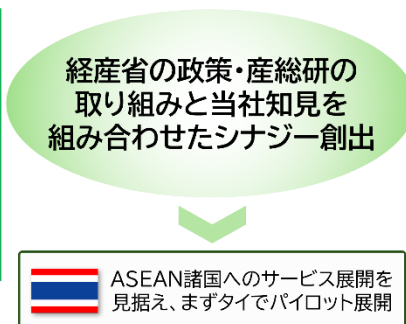 経産省の政策・産総研の
取り組みと当社知見を
組み合わせたシナジー創出
ASEAN諸国へのサービス展開を
見据え、まずタイでパイロット展開